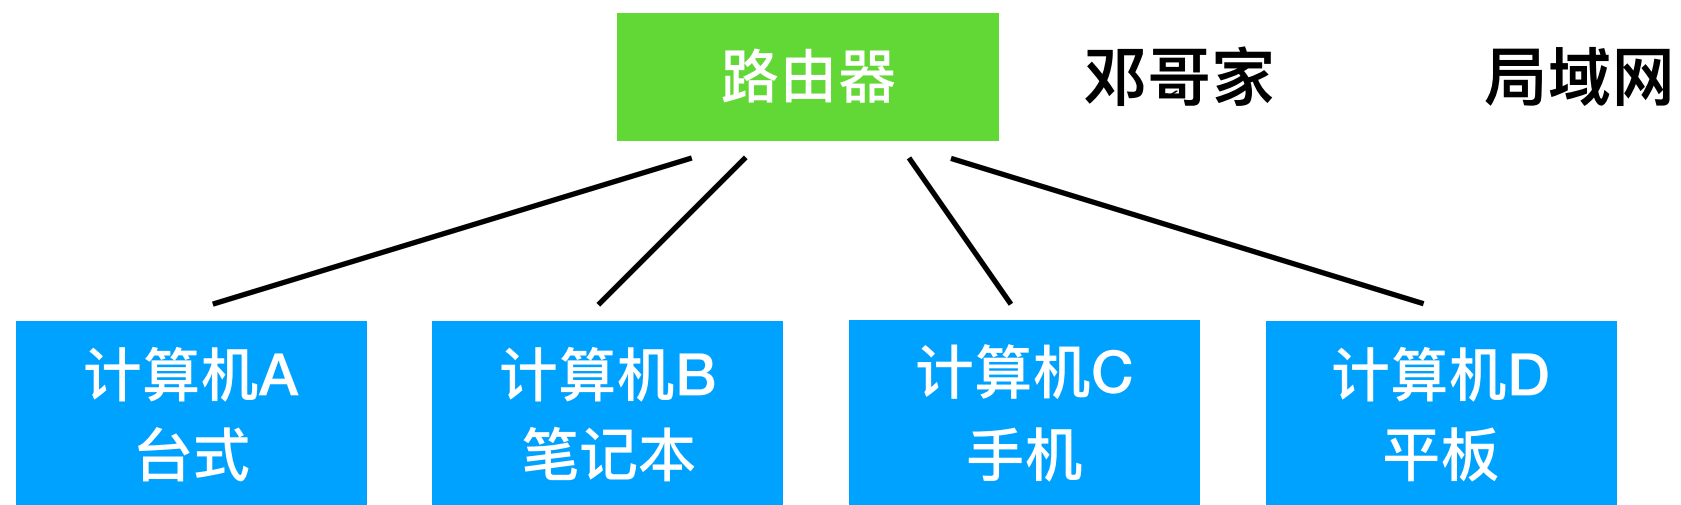 路由器 邓哥家 局域网
计算机A
台式
计算机B
笔记本
计算机C
手机
计算机D
平板